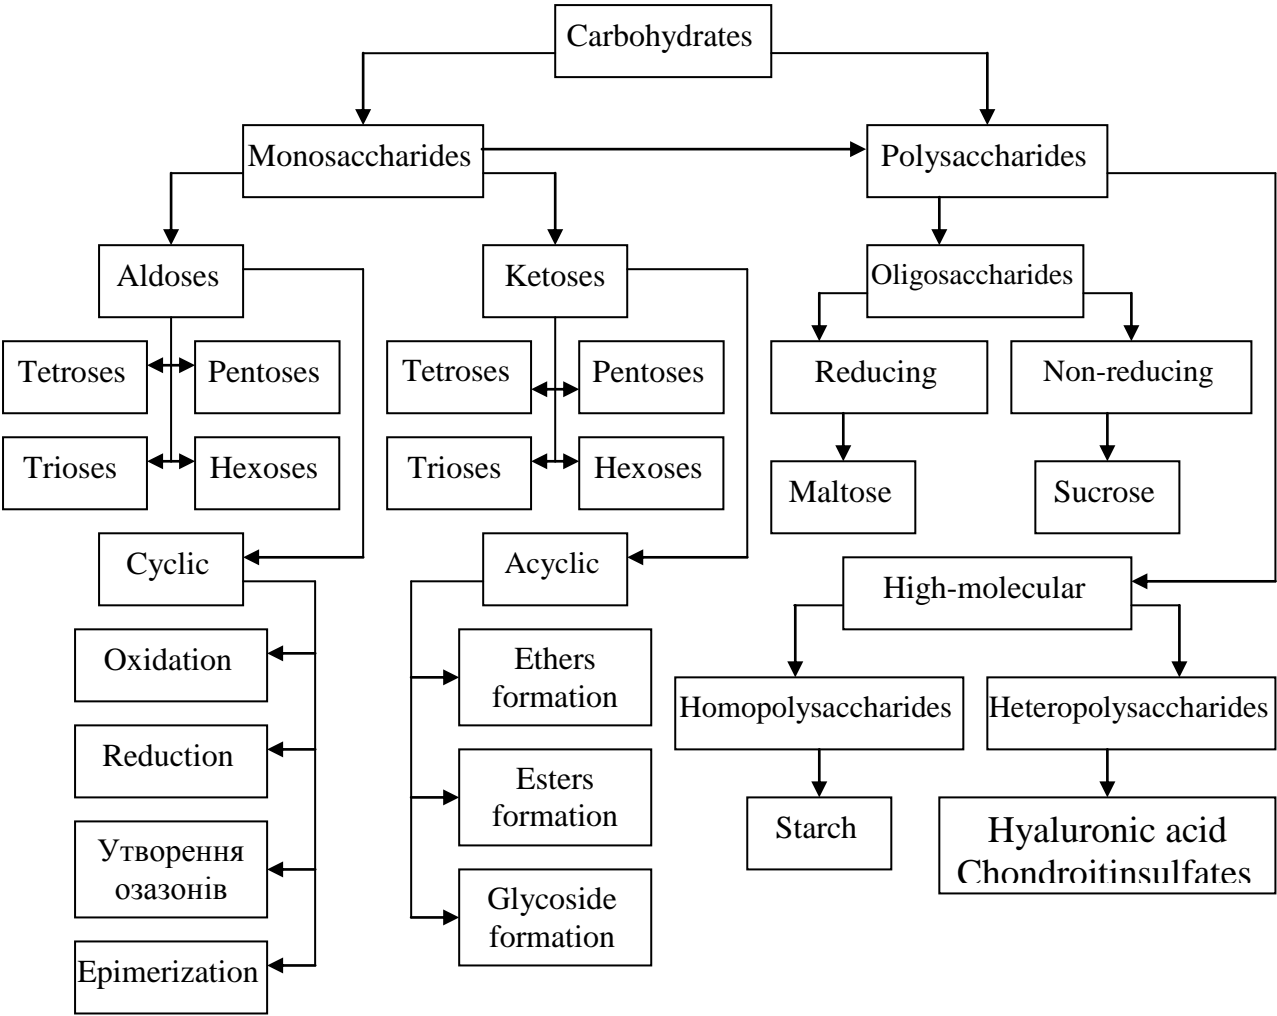 Carbohydrates
Monosaccharides
Polysaccharides
Aldoses
Ketoses
Oligosaccharides
Tetroses
Pentoses
Tetroses
Pentoses
Reducing
Non-reducing
Trioses
Hexoses
Trioses
Hexoses
Maltose
Sucrose
Cyclic
Acyclic
High-molecular
Oxidation
Ethers
formation
Homopolysaccharides
Heteropolysaccharides
Reduction
Esters
formation
Starch
Hyaluronic acid
Chondroitinsulfates
Утворення
озазонів
Glycoside
formation
Epimerization